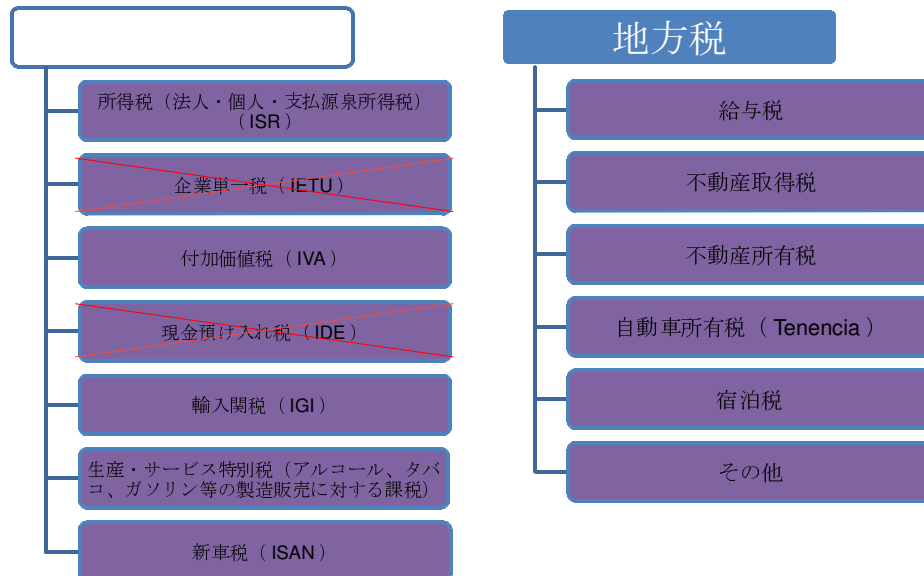 所得税（法人・個人・支払源泉所得税）
（ISR）
企業単一税（IETU）
付加価値税（IVA）
現金預け入れ税（IDE）
輸入関税（IGI）
生産・サービス特別税（アルコール、タバ
コ、ガソリン等の製造販売に対する課税）
新車税（ISAN）
地方税
給与税
不動産取得税
不動産所有税
自動車所有税（Tenencia）
宿泊税
その他